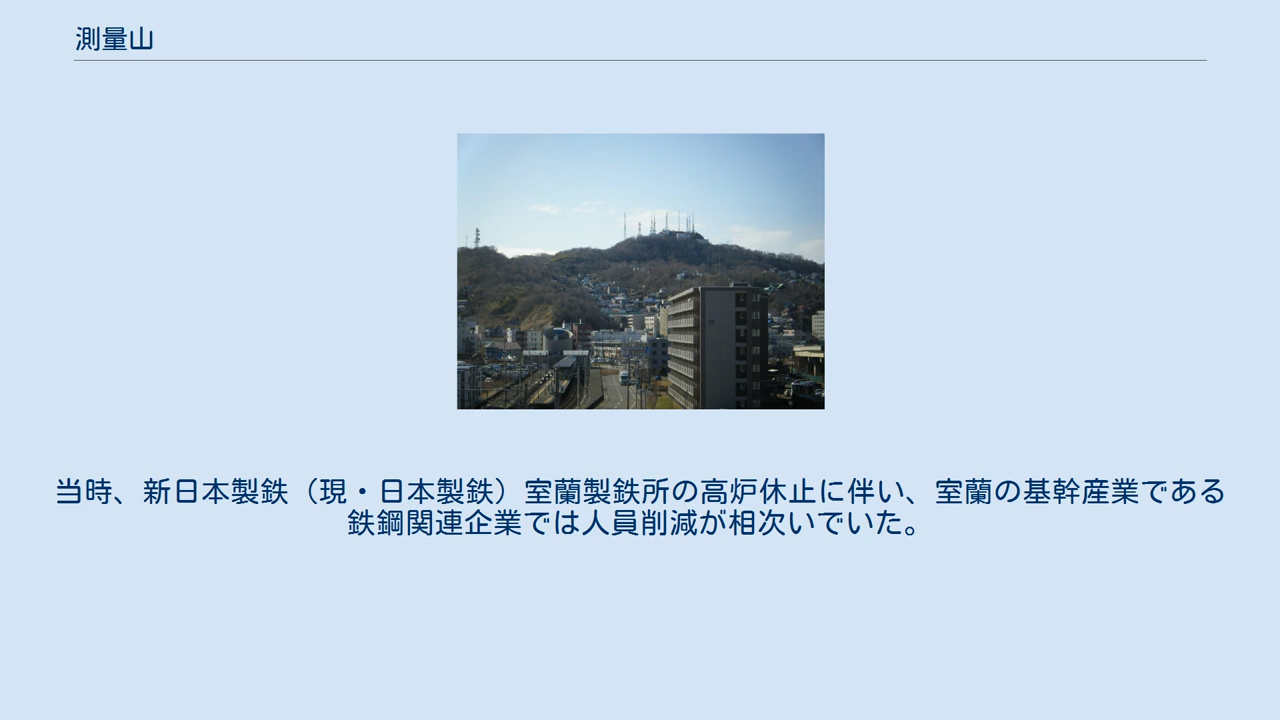 測量山
当時、新日本製鉄（現・日本製鉄）室蘭製鉄所の高炉休止に伴い、室蘭の基幹産業である
鉄鋼関連企業では人員削減が相次いでいた。